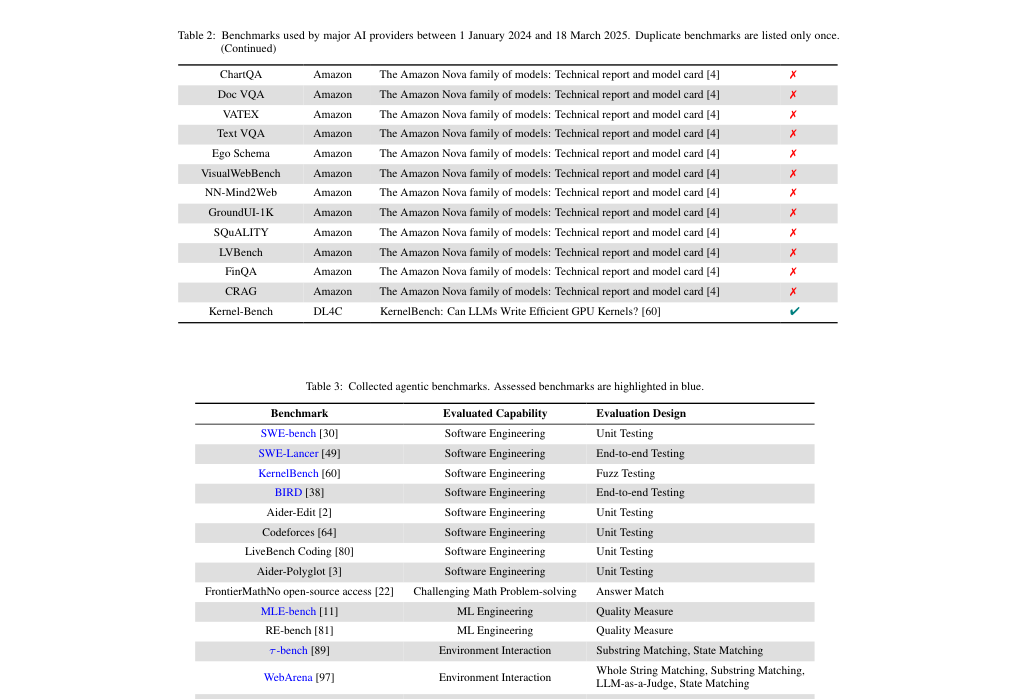 Table 2: Benchmarks used by major AI providers between 1 January 2024 and 18 March 2025. Duplicate benchmarks are listed only once.
(Continued)
ChartQA Amazon The Amazon Nova family of models: Technical report and model card [4] ✗
Doc VQA Amazon The Amazon Nova family of models: Technical report and model card [4] ✗
VATEX Amazon The Amazon Nova family of models: Technical report and model card [4] ✗
Text VQA Amazon The Amazon Nova family of models: Technical report and model card [4] ✗
Ego Schema Amazon The Amazon Nova family of models: Technical report and model card [4] ✗
VisualWebBench Amazon The Amazon Nova family of models: Technical report and model card [4] ✗
NN-Mind2Web Amazon The Amazon Nova family of models: Technical report and model card [4] ✗
GroundUI-1K Amazon The Amazon Nova family of models: Technical report and model card [4] ✗
SQuALITY Amazon The Amazon Nova family of models: Technical report and model card [4] ✗
LVBench Amazon The Amazon Nova family of models: Technical report and model card [4] ✗
FinQA Amazon The Amazon Nova family of models: Technical report and model card [4] ✗
CRAG Amazon The Amazon Nova family of models: Technical report and model card [4] ✗
Kernel-Bench DL4C KernelBench: Can LLMs Write Efficient GPU Kernels? [60] ✔
Table 3: Collected agentic benchmarks. Assessed benchmarks are highlighted in blue.
Benchmark Evaluated Capability Evaluation Design
SWE-bench [30] Software Engineering Unit Testing
SWE-Lancer [49] Software Engineering End-to-end Testing
KernelBench [60] Software Engineering Fuzz Testing
BIRD [38] Software Engineering End-to-end Testing
Aider-Edit [2] Software Engineering Unit Testing
Codeforces [64] Software Engineering Unit Testing
LiveBench Coding [80] Software Engineering Unit Testing
Aider-Polyglot [3] Software Engineering Unit Testing
FrontierMathNo open-source access [22] Challenging Math Problem-solving Answer Match
MLE-bench [11] ML Engineering Quality Measure
RE-bench [81] ML Engineering Quality Measure
τ-bench [89] Environment Interaction Substring Matching, State Matching
WebArena [97] Environment Interaction Whole String Matching, Substring Matching,
LLM-as-a-Judge, State Matching